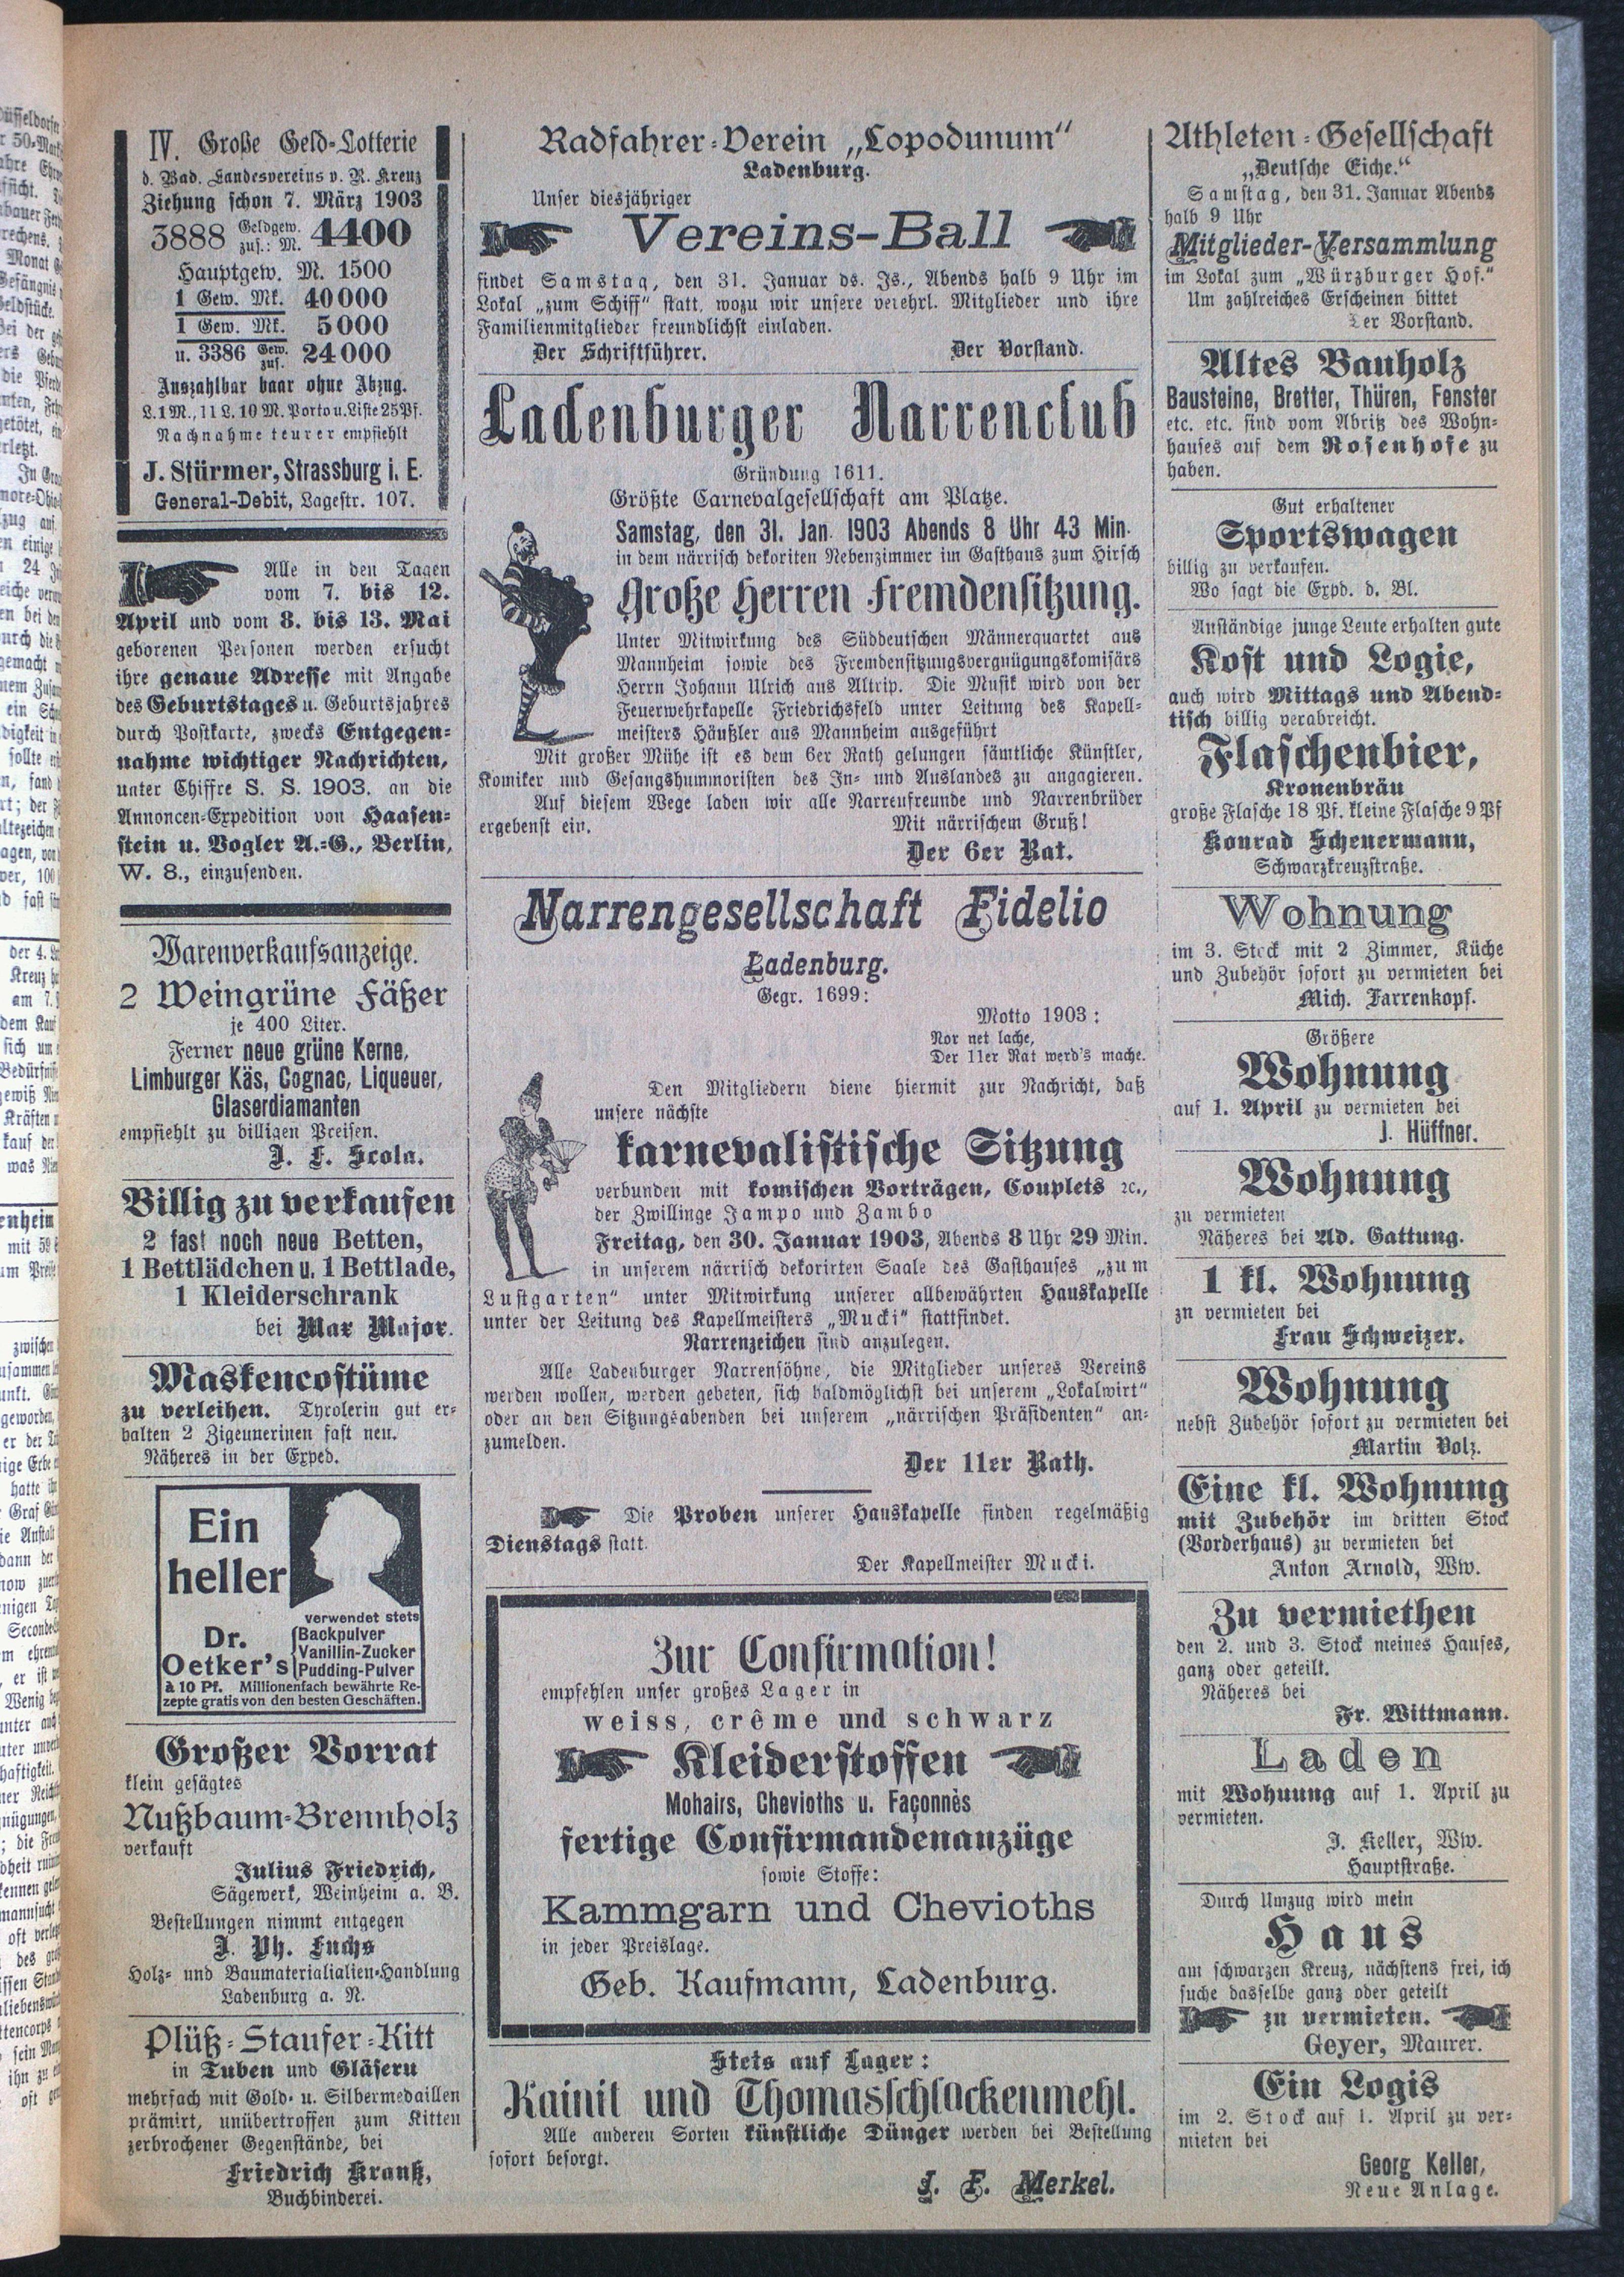 IV. Große Geld-Lotterie
d. Bad. Landesvereins v. R. Kreuz
Ziehung schon 7. März 1903
3888 Geldgew. zus.: M. 4400
Hauptgew. M. 1500
1 Gew. Mk. 40000
1 Gew. Mk. 5000
u. 3386 Gew. zus. 24000
Auszahlbar baar ohne Abzug.
L. 1 M., 11 L. 10 M. Porto u. Liste 25 Pf.
Nachnahme teurer empfiehlt
J. Stürmer, Strassburg i. E.
General-Debit, Lagestr. 107.
Alle in den Tagen
vom 7. bis 12.
April und vom 8. bis 13. Mai
geborenen Personen werden ersucht
ihre genaue Adresse mit Angabe
des Geburtstages u. Geburtsjahres
durch Postkarte, zwecks Entgegen-
nahme wichtiger Nachrichten,
unter Chiffre S. S. 1903. an die
Annoncen-Expedition von Haasen-
stein u. Vogler A.-G., Berlin,
W. 8., einzusenden.
Warenverkaufsanzeige.
2 Weingrüne Fäßer
je 400 Liter.
Ferner neue grüne Kerne,
Limburger Käs, Cognac, Liqueuer,
Glaserdiamanten
empfiehlt zu billigen Preisen.
J. F. Scola.
Billig zu verkaufen
2 fast noch neue Betten,
1 Bettlädchen u. 1 Bettlade,
1 Kleiderschrank
bei Max Major.
Maskencostüme
zu verleihen. Tyrolerin gut er-
halten 2 Zigeunerinen fast neu.
Näheres in der Exped.
Ein
heller
verwendet stets
Dr. Oetker's
Backpulver
Vanillin-Zucker
Pudding-Pulver
à 10 Pf. Millionenfach bewährte Re-
zepte gratis von den besten Geschäften.
Großer Vorrat
klein gesägtes
Nußbaum-Brennholz
verkauft
Julius Friedrich,
Sägewerk, Weinheim a. B.
Bestellungen nimmt entgegen
J. Ph. Fuchs
Holz- und Baumaterialialien-Handlung
Ladenburg a. N.
Plüß-Staufer-Kitt
in Tuben und Gläsern
mehrfach mit Gold- u. Silbermedaillen
prämirt, unübertroffen zum Kitten
zerbrochener Gegenstände, bei
Friedrich Krauß,
Buchbinderei.
Radfahrer-Verein „Lopodunum"
Ladenburg.
Unser diesjähriger
Vereins-Ball
findet Samstag, den 31. Januar ds. Js., Abends halb 9 Uhr im
Lokal „zum Schiff" statt, wozu wir unsere verehrl. Mitglieder und ihre
Familienmitglieder freundlichst einladen.
Der Schriftführer. Der Vorstand.
Ladenburger Narrenclub
Gründung 1611.
Größte Carnevalgesellschaft am Platze.
Samstag, den 31. Jan. 1903 Abends 8 Uhr 43 Min.
in dem närrisch dekoriten Nebenzimmer im Gasthaus zum Hirsch
Große Herren Fremdensitzung.
Unter Mitwirkung des Süddeutschen Männerquartet aus
Mannheim sowie des Fremdensitzungsvergnügungskomisärs
Herrn Johann Ulrich aus Altrip. Die Musik wird von der
Feuerwehrkapelle Friedrichsfeld unter Leitung des Kapell-
meisters Häußler aus Mannheim ausgeführt
Mit großer Mühe ist es dem 6er Rath gelungen sämtliche Künstler,
Komiker und Gesangshummoristen des In- und Auslandes zu angagieren.
Auf diesem Wege laden wir alle Narrenfreunde und Narrenbrüder
ergebenst ein. Mit närrischem Gruß!
Der 6er Rat.
Narrengesellschaft Fidelio
Ladenburg.
Gegr. 1699:
Motto 1903:
Nor net lache,
Der 11er Rat werd's mache.
Den Mitgliedern diene hiermit zur Nachricht, daß
unsere nächste
karnevalistische Sitzung
verbunden mit komischen Vorträgen, Couplets ꝛc.,
der Zwillinge Jampo und Zambo
Freitag, den 30. Januar 1903, Abends 8 Uhr 29 Min.
in unserem närrisch dekorirten Saale des Gasthauses „zum
Lustgarten" unter Mitwirkung unserer allbewährten Hauskapelle
unter der Leitung des Kapellmeisters „Mucki" stattfindet.
Narrenzeichen sind anzulegen.
Alle Ladenburger Narrensöhne, die Mitglieder unseres Vereins
werden wollen, werden gebeten, sich baldmöglichst bei unserem „Lokalwirt"
oder an den Sitzungsabenden bei unserem „närrischen Präsidenten" an-
zumelden.
Der 11er Rath.
Die Proben unserer Hauskapelle finden regelmäßig
Dienstags statt.
Der Kapellmeister Mucki.
Zur Confirmation!
empfehlen unser großes Lager in
weiss, crême und schwarz
Kleiderstoffen
Mohairs, Chevioths u. Façonnès
fertige Confirmandenanzüge
sowie Stoffe:
Kammgarn und Chevioths
in jeder Preislage.
Geb. Kaufmann, Ladenburg.
Stets auf Lager:
Kainit und Thomasschlackenmehl.
Alle anderen Sorten künstliche Dünger werden bei Bestellung
sofort besorgt.
J. F. Merkel.
Athleten-Gesellschaft
„Deutsche Eiche."
Samstag, den 31. Januar Abends
halb 9 Uhr
Mitglieder-Versammlung
im Lokal zum „Würzburger Hof."
Um zahlreiches Erscheinen bittet
Der Vorstand.
Altes Bauholz
Bausteine, Bretter, Thüren, Fenster
etc. etc. sind vom Abriß des Wohn-
hauses auf dem Rosenhofe zu
haben.
Gut erhaltener
Sportswagen
billig zu verkaufen.
Wo sagt die Expd. d. Bl.
Anständige junge Leute erhalten gute
Kost und Logie,
auch wird Mittags und Abend-
tisch billig verabreicht.
Flaschenbier,
Kronenbräu
große Flasche 18 Pf. kleine Flasche 9 Pf
Konrad Scheuermann,
Schwarzkreuzstraße.
Wohnung
im 3. Stock mit 2 Zimmer, Küche
und Zubehör sofort zu vermieten bei
Mich. Farrenkopf.
Größere
Wohnung
auf 1. April zu vermieten bei
J. Hüffner.
Wohnung
zu vermieten
Näheres bei Ad. Gattung.
1 kl. Wohnung
zu vermieten bei
Frau Schweizer.
Wohnung
nebst Zubehör sofort zu vermieten bei
Martin Volz.
Eine kl. Wohnung
mit Zubehör im dritten Stock
(Vorderhaus) zu vermieten bei
Anton Arnold, Ww.
Zu vermiethen
den 2. und 3. Stock meines Hauses,
ganz oder geteilt.
Näheres bei
Fr. Wittmann.
Laden
mit Wohnung auf 1. April zu
vermieten.
J. Keller, Ww.
Hauptstraße.
Durch Umzug wird mein
Haus
am schwarzen Kreuz, nächstens frei, ich
suche dasselbe ganz oder geteilt
zu vermieten.
Geyer, Maurer.
Ein Logis
im 2. Stock auf 1. April zu ver-
mieten bei
Georg Keller,
Neue Anlage.